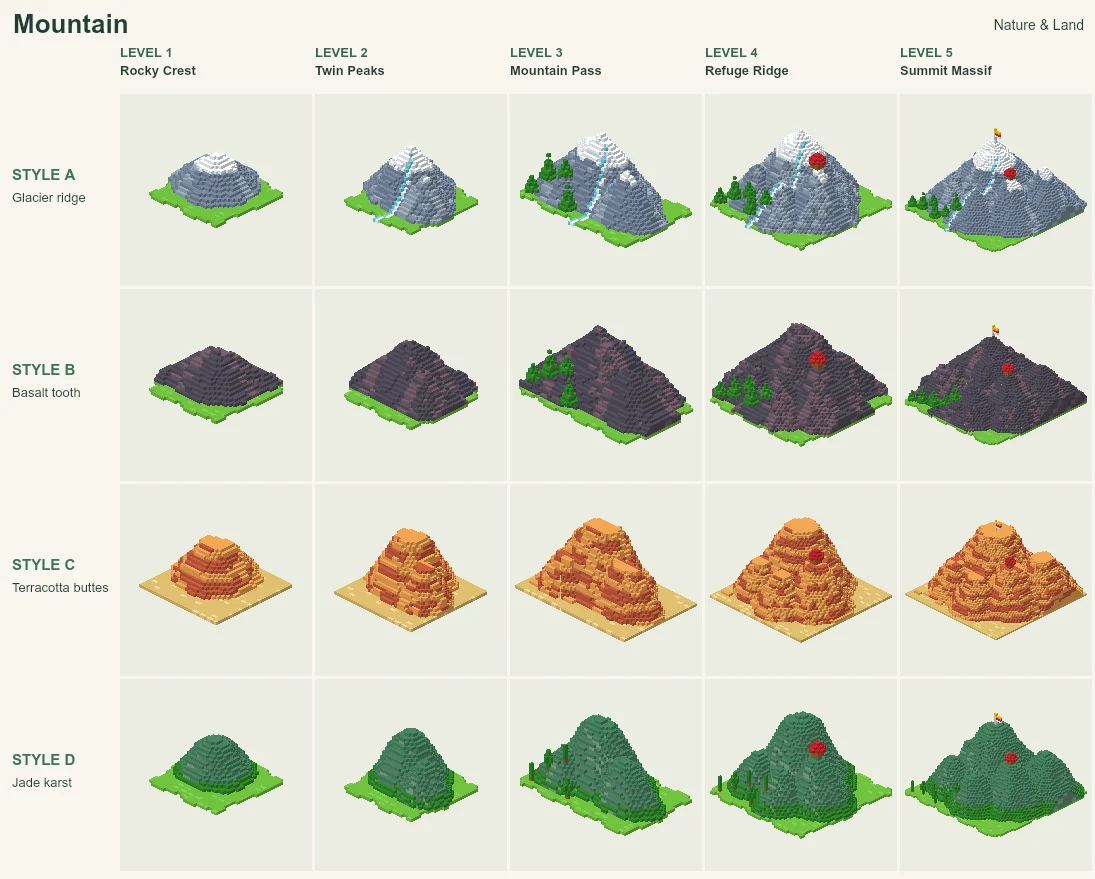 Mountain
Nature & Land
LEVEL 1
Rocky Crest
LEVEL 2
Twin Peaks
LEVEL 3
Mountain Pass
LEVEL 4
Refuge Ridge
LEVEL 5
Summit Massif
STYLE A
Glacier ridge
STYLE B
Basalt tooth
STYLE C
Terracotta buttes
STYLE D
Jade karst